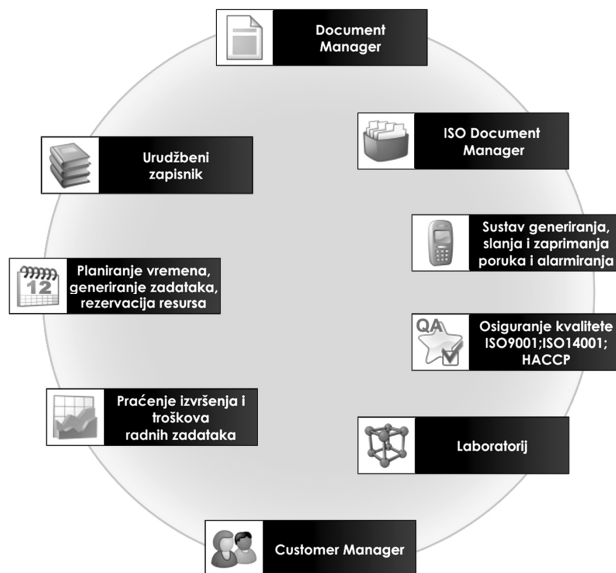 Document
Manager
ISO Document
Manager
Urudžbeni
zapisnik
Sustav generiranja,
slanja i zaprimanja
poruka i alarmiranja
Planiranje vremena,
generiranje zadataka,
rezervacija resursa
12
QA
Osiguranje kvalitete
ISO9001;ISO14001;
HACCP
Praćenje izvršenja i
troškova
radnih zadataka
Laboratorij
Customer Manager